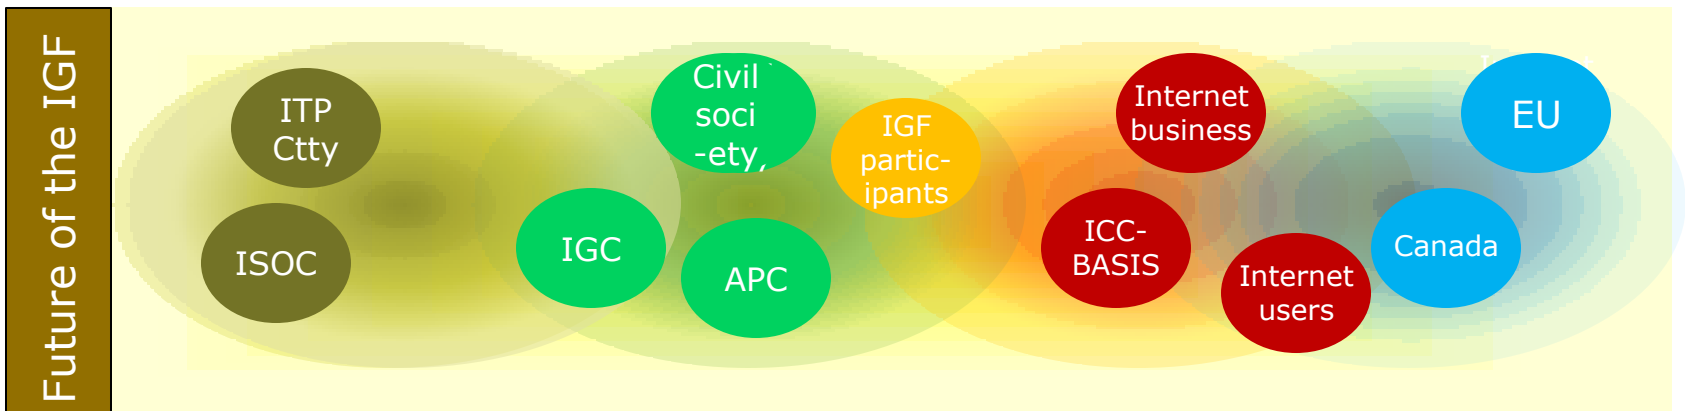 Future of the IGF
ITP
Ctty
ISOC
IGC
Civil
soci
-ety,
APC
IGF
partic-
ipants
Internet
business
ICC-
BASIS
Internet
users
EU
Canada